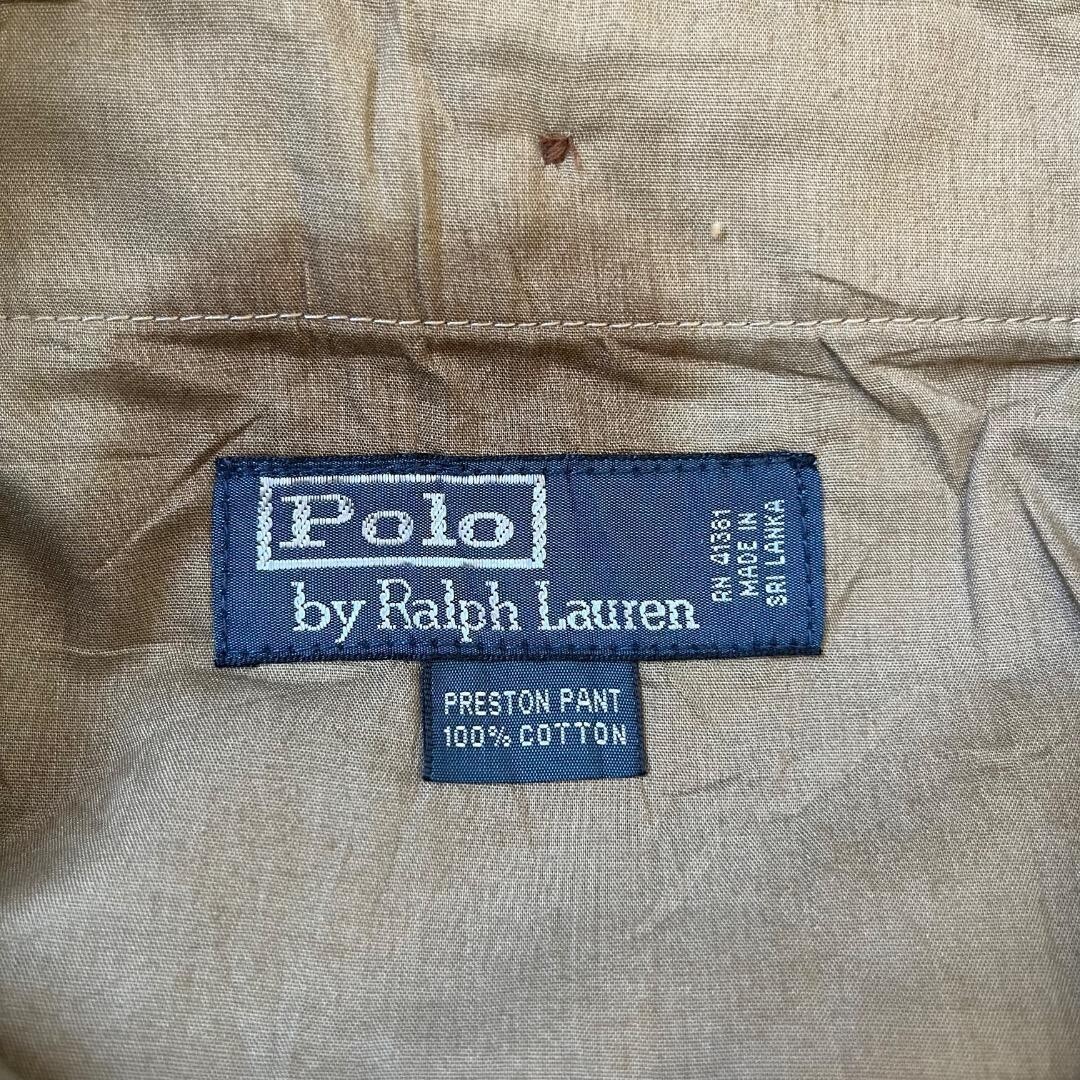 Polo
by Ralph Lauren
RN 41381
MADE IN
SRI LANKA
PRESTON PANT
100% COTTON